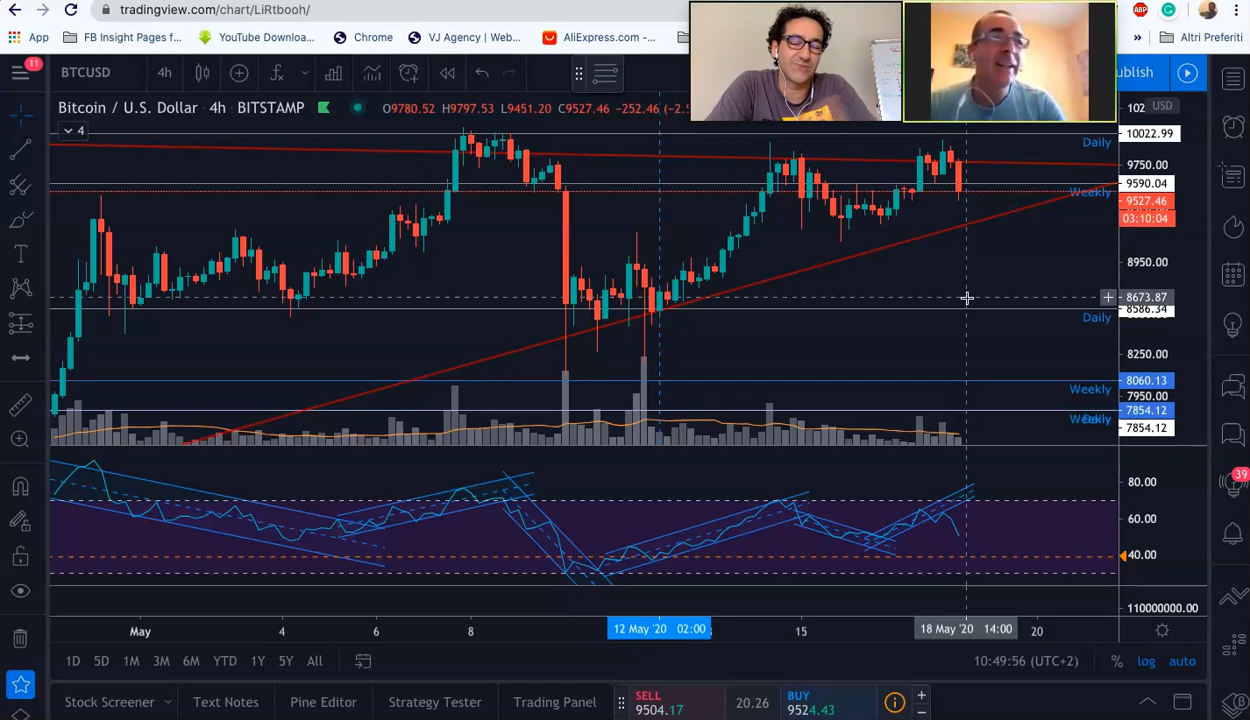 tradingview.com/chart/LiRtbooh/
App
FB Insight Pages f...
YouTube Downloa...
Chrome
VJ Agency | Web...
AliExpress.com -...
»
Altri Preferiti
ABP
11
BTCUSD
4h
ublish
Bitcoin / U.S. Dollar
4h
BITSTAMP
O9780.52 H9797.53 L9451.20 C9527.46 -252.46
4
USD
Daily
10022.99
9750.00
9590.04
Weekly
9527.46
03:10:04
8950.00
8673.87
8586.34
Daily
8250.00
8060.13
Weekly
7950.00
7854.12
7854.12
80.00
39
60.00
40.00
110000000.00
May
4
6
8
12 May '20 02:00
15
18 May '20 14:00
20
1D 5D 1M 3M 6M YTD 1Y 5Y All
10:49:56 (UTC+2)
% log auto
Stock Screener
Text Notes
Pine Editor
Strategy Tester
Trading Panel
SELL
9504.17
20.26
BUY
9524.43